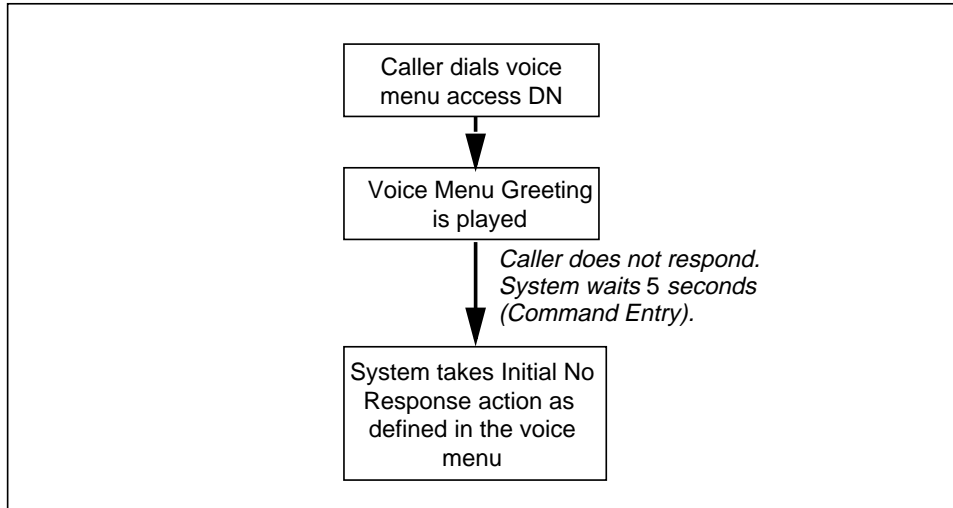 Caller dials voice
menu access DN
Voice Menu Greeting
is played
Caller does not respond.
System waits 5 seconds
(Command Entry).
System takes Initial No
Response action as
defined in the voice
menu